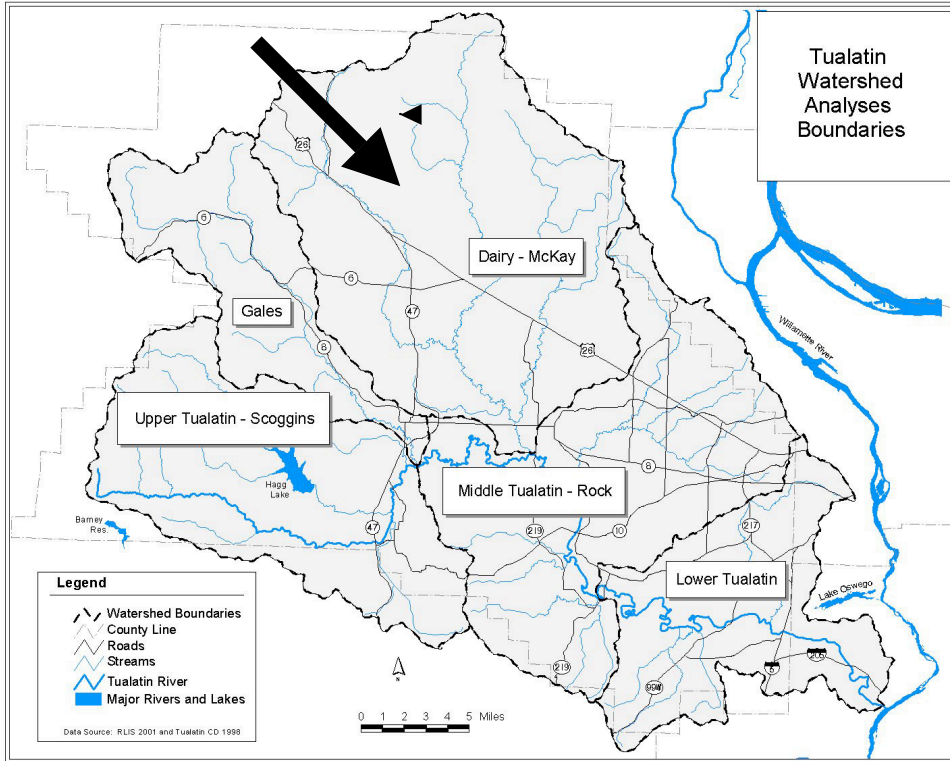 Tualatin
Watershed
Analyses
Boundaries
26
6
Dairy - McKay
6
Gales
47
Willamette River
8
26
Upper Tualatin - Scoggins
8
Hagg
Lake
Middle Tualatin - Rock
Barney
Res.
47
219
10
217
Lower Tualatin
Lake Oswego
Legend
Watershed Boundaries
County Line
Roads
Streams
Tualatin River
Major Rivers and Lakes
Data Source: RLIS 2001 and Tualatin CD 1998
N
0 1 2 3 4 5 Miles
219
99W
5
205